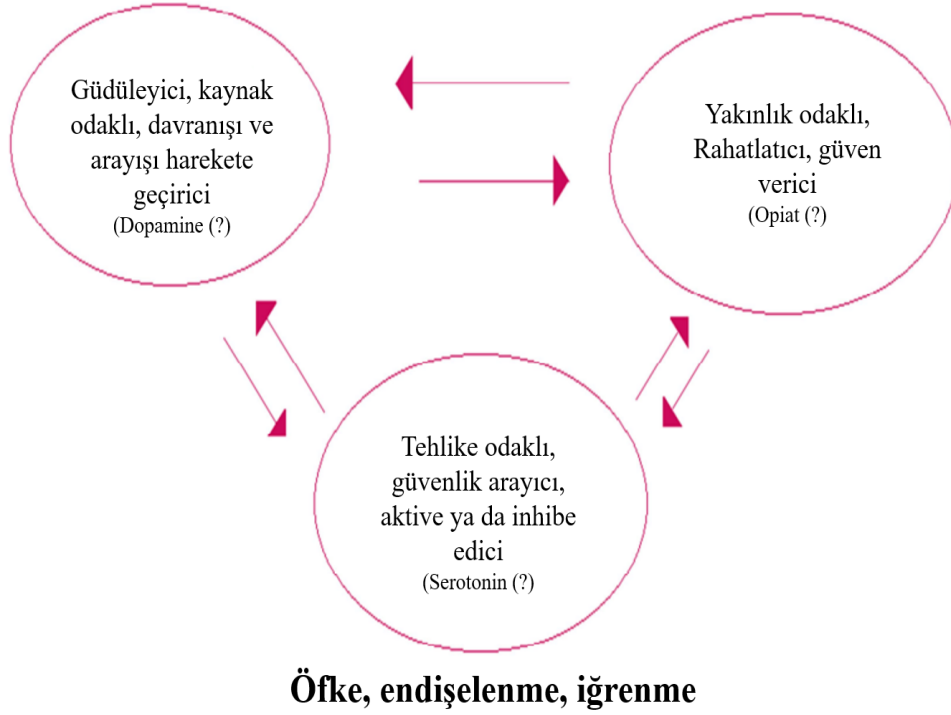 Güdüleyici, kaynak
odaklı, davranışı ve
arayışı harekete
geçirici
(Dopamine (?)
Yakınlık odaklı,
Rahatlatıcı, güven
verici
(Opiat (?)
Tehlike odaklı,
güvenlik arayıcı,
aktive ya da inhibe
edici
(Serotonin (?)
Öfke, endişelenme, iğrenme